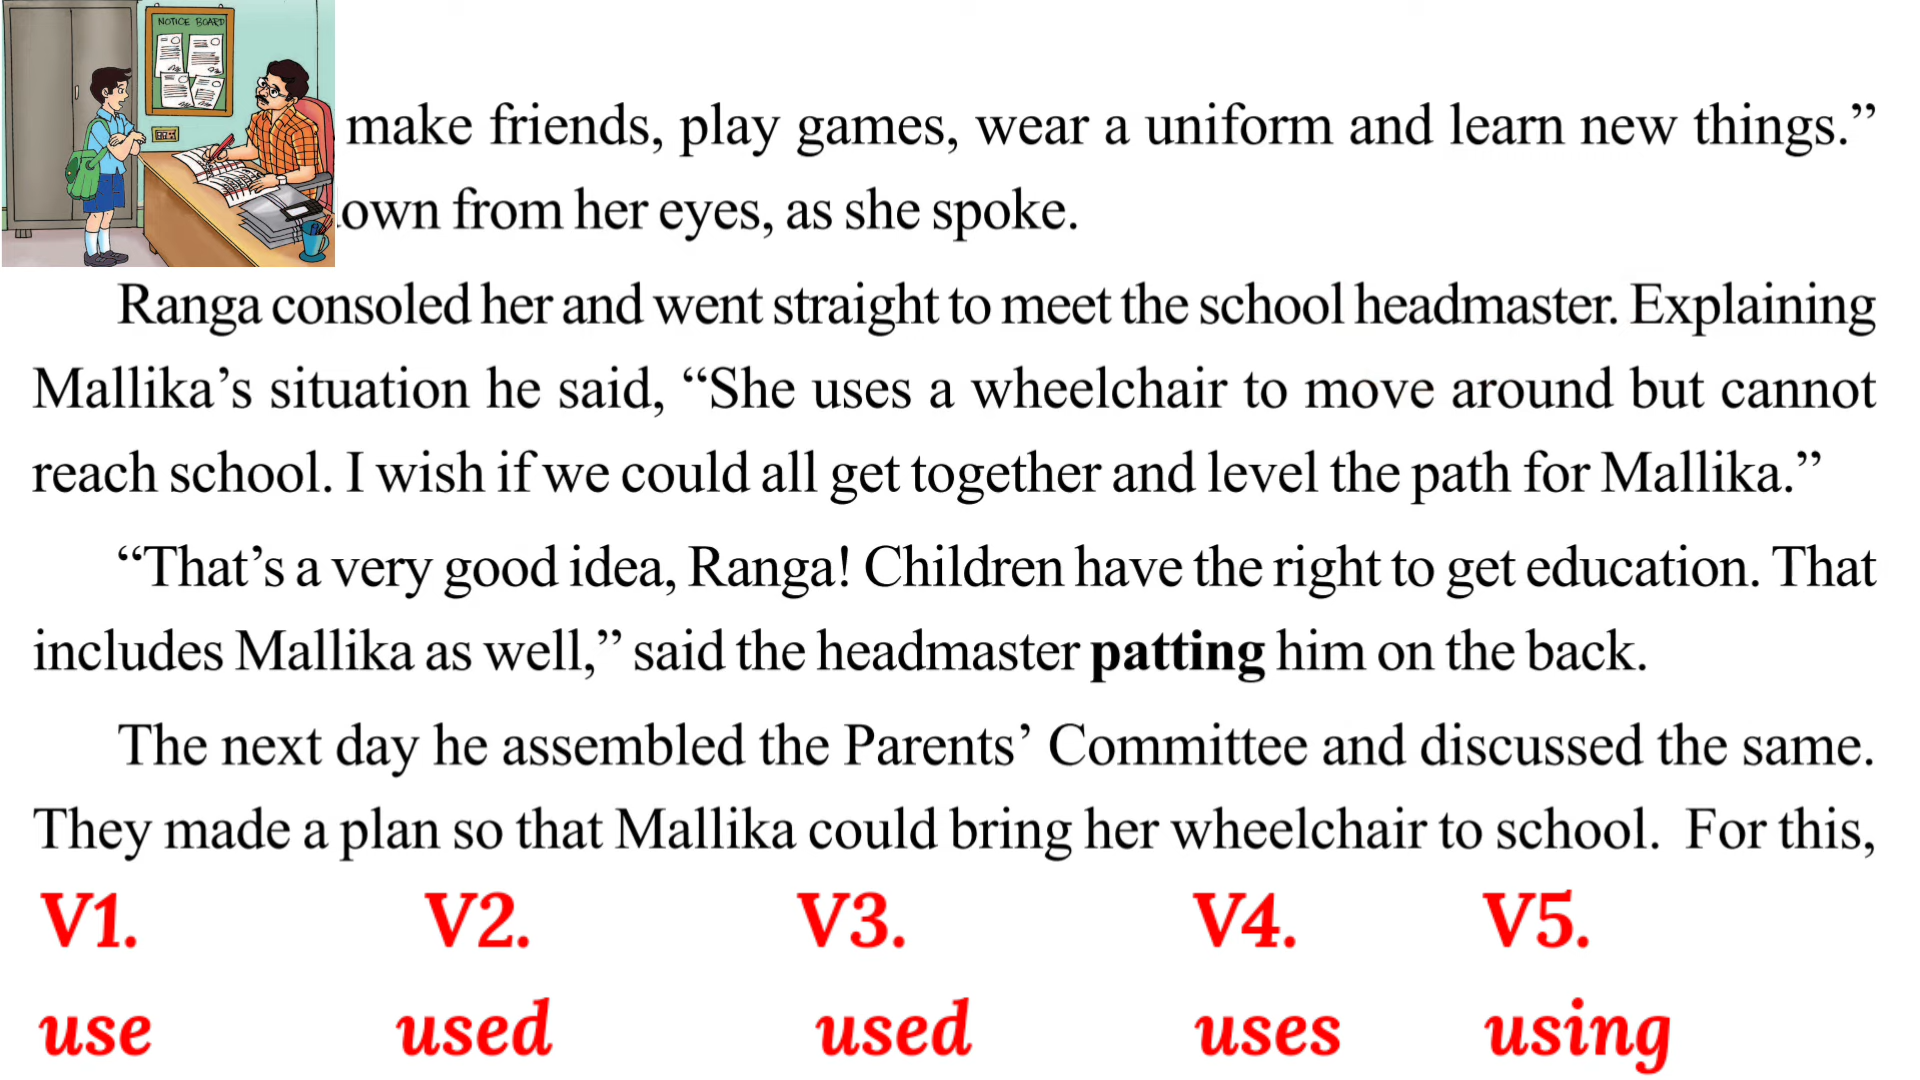 NOTICE BOARD
make friends, play games, wear a uniform and learn new things.”
from her eyes, as she spoke.
Ranga consoled her and went straight to meet the school headmaster. Explaining
Mallika’s situation he said, “She uses a wheelchair to move around but cannot
reach school. I wish if we could all get together and level the path for Mallika.”
“That’s a very good idea, Ranga! Children have the right to get education. That
includes Mallika as well,” said the headmaster patting him on the back.
The next day he assembled the Parents’ Committee and discussed the same.
They made a plan so that Mallika could bring her wheelchair to school. For this,
V1. V2. V3. V4. V5.
use used used uses using